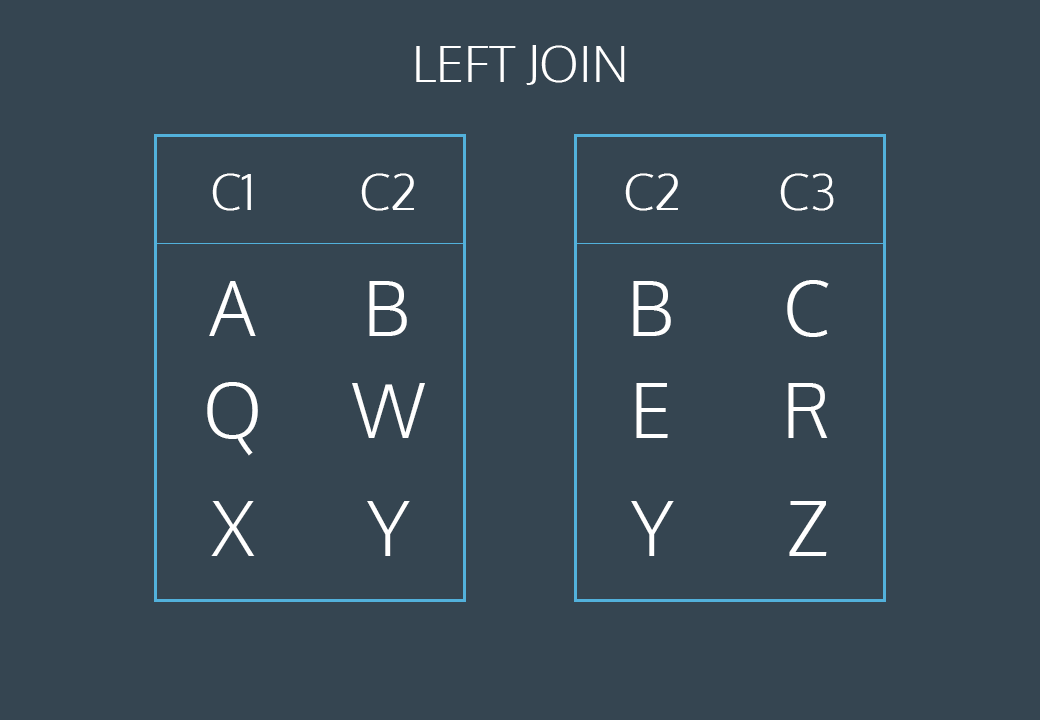 LEFT JOIN
C1 C2 C2 C3
A B B C
Q W E R
X Y Y Z